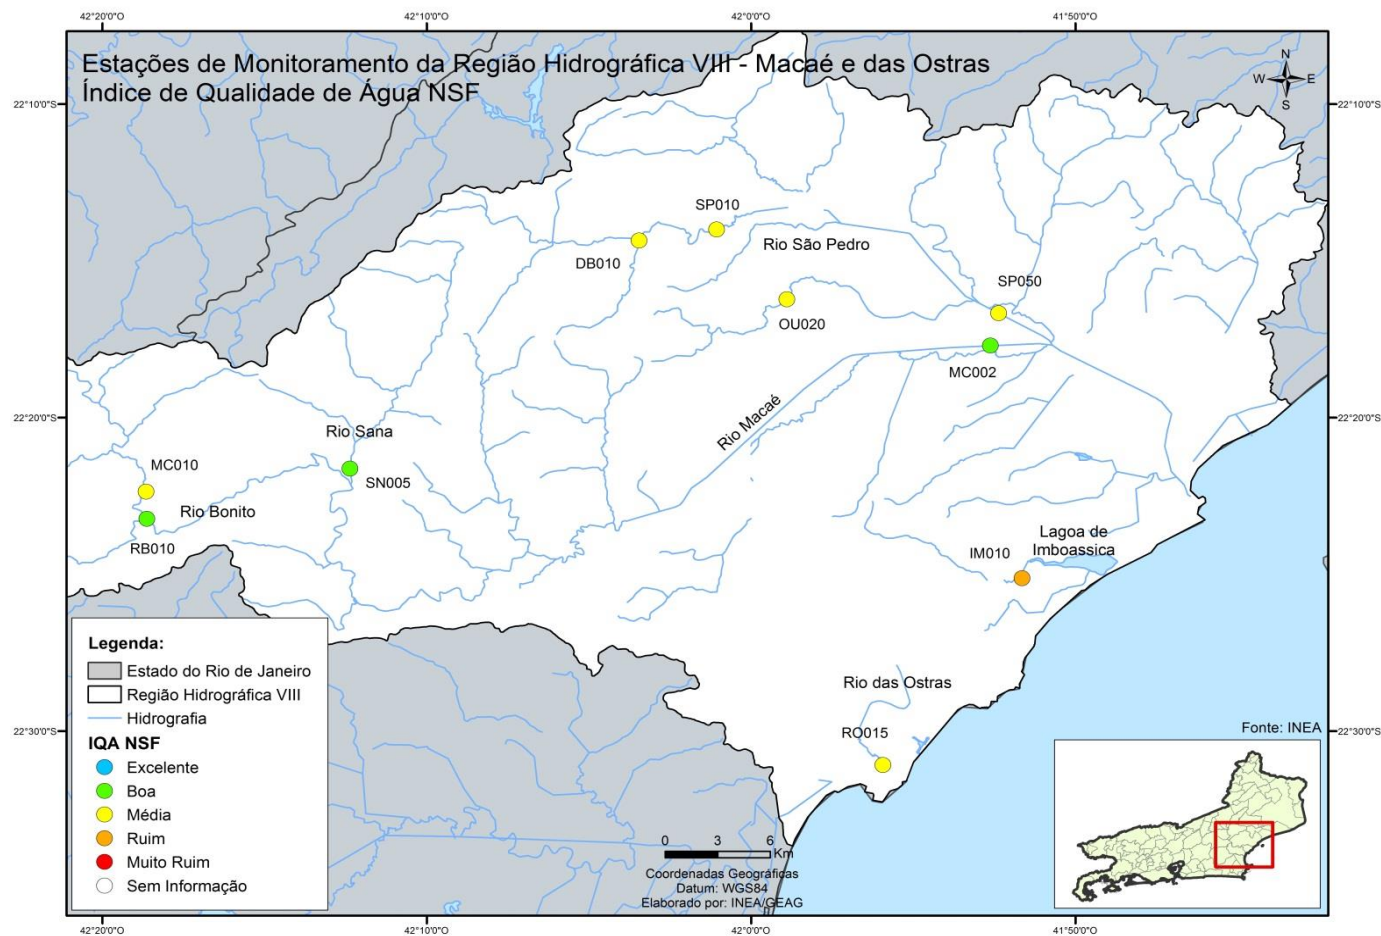 42°20'0"O
42°10'0"O
42°0'0"O
41°50'0"O
Estações de Monitoramento da Região Hidrográfica VIII - Macaé e das Ostras
Índice de Qualidade de Água NSF
N
W
E
S
22°10'0"S
22°10'0"S
SP010
Rio São Pedro
DB010
SP050
OU020
MC002
22°20'0"S
22°20'0"S
Rio Macaé
Rio Sana
MC010
SN005
Rio Bonito
RB010
Lagoa de
Imboassica
IM010
Legenda:
Estado do Rio de Janeiro
Região Hidrográfica VIII
Hidrografia
IQA NSF
Excelente
Boa
Média
Ruim
Muito Ruim
Sem Informação
Rio das Ostras
RO015
22°30'0"S
22°30'0"S
Fonte: INEA
0 3 6
Km
Coordenadas Geográficas
Datum: WGS84
Elaborado por: INEA/GEAG
42°20'0"O
42°10'0"O
42°0'0"O
41°50'0"O